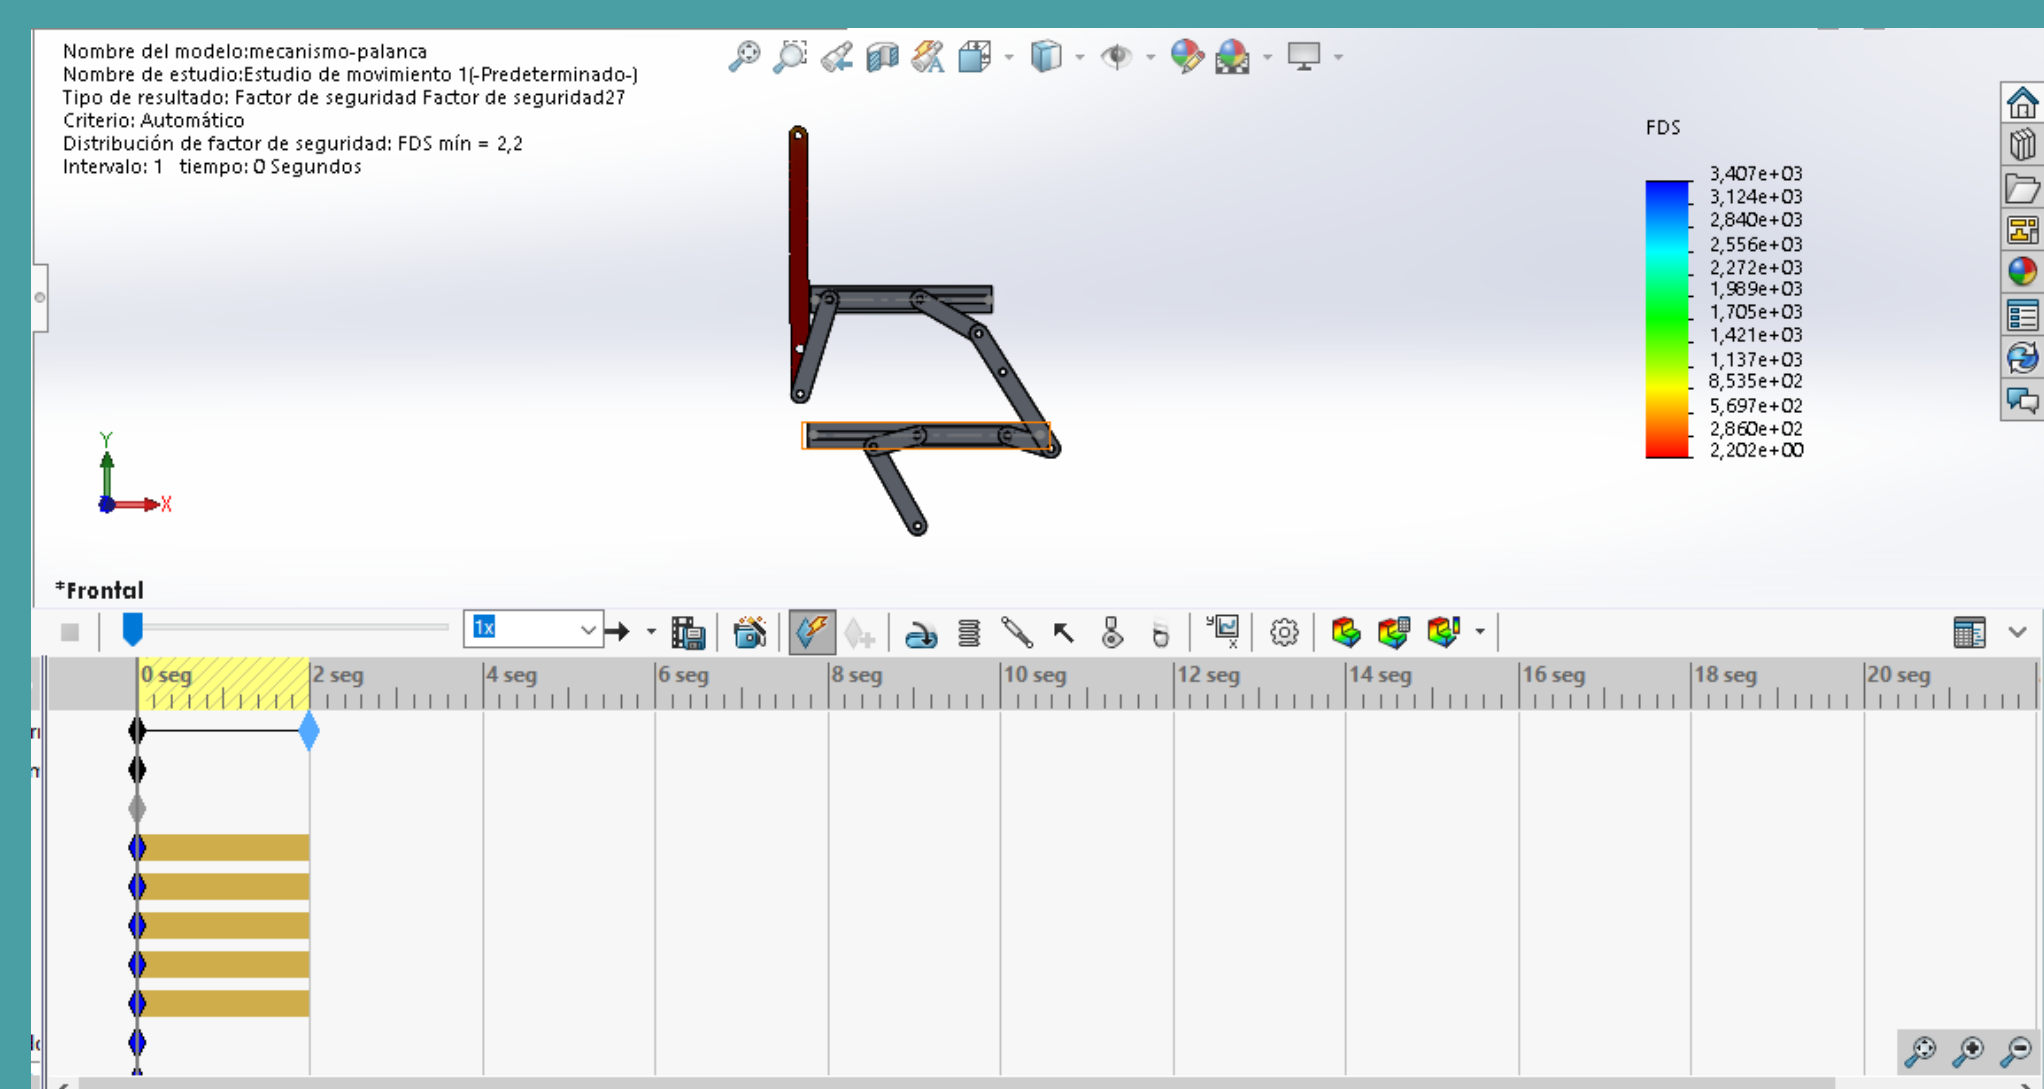 Nombre del modelo:mecanismo-palanca
Nombre de estudio:Estudio de movimiento 1(-Predeterminado-)
Tipo de resultado: Factor de seguridad Factor de seguridad27
Criterio: Automático
Distribución de factor de seguridad: FDS mín = 2,2
Intervalo: 1 tiempo: 0 Segundos
FDS
3,407e+03
3,124e+03
2,840e+03
2,556e+03
2,272e+03
1,989e+03
1,705e+03
1,421e+03
1,137e+03
8,535e+02
5,697e+02
2,860e+02
2,202e+00
Y
X
*Frontal
1x
0 seg 2 seg 4 seg 6 seg 8 seg 10 seg 12 seg 14 seg 16 seg 18 seg 20 seg